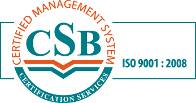 CERTIFIED MANAGEMENT SYSTEM
CSB
CERTIFICATION SERVICES
ISO 9001 : 2008